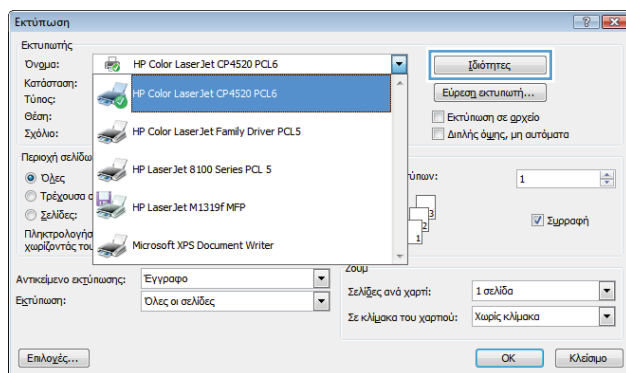 Εκτύπωση
Εκτυπωτής
Όνομα: HP Color LaserJet CP4520 PCL6 Ιδιότητες
Κατάσταση: HP Color LaserJet CP4520 PCL6 Εύρεση εκτυπωτή...
Τύπος:
Θέση: Εκτύπωση σε αρχείο
Σχόλιο: HP Color LaserJet Family Driver PCL5 Διπλής όψης, μη αυτόματα
Περιοχή σελίδω
Όλες HP LaserJet 8100 Series PCL 5 ύπων: 1
Τρέχουσα σ
Σελίδες: HP LaserJet M1319f MFP 3 2 1 Συρραφή
Πληκτρολογήσ
χωρίζοντάς του Microsoft XPS Document Writer
Ζουμ
Αντικείμενο εκτύπωσης: Έγγραφο
Σελίδες ανά χαρτί: 1 σελίδα
Εκτύπωση: Όλες οι σελίδες
Σε κλίμακα του χαρτιού: Χωρίς κλίμακα
Επιλογές... OK Κλείσιμο